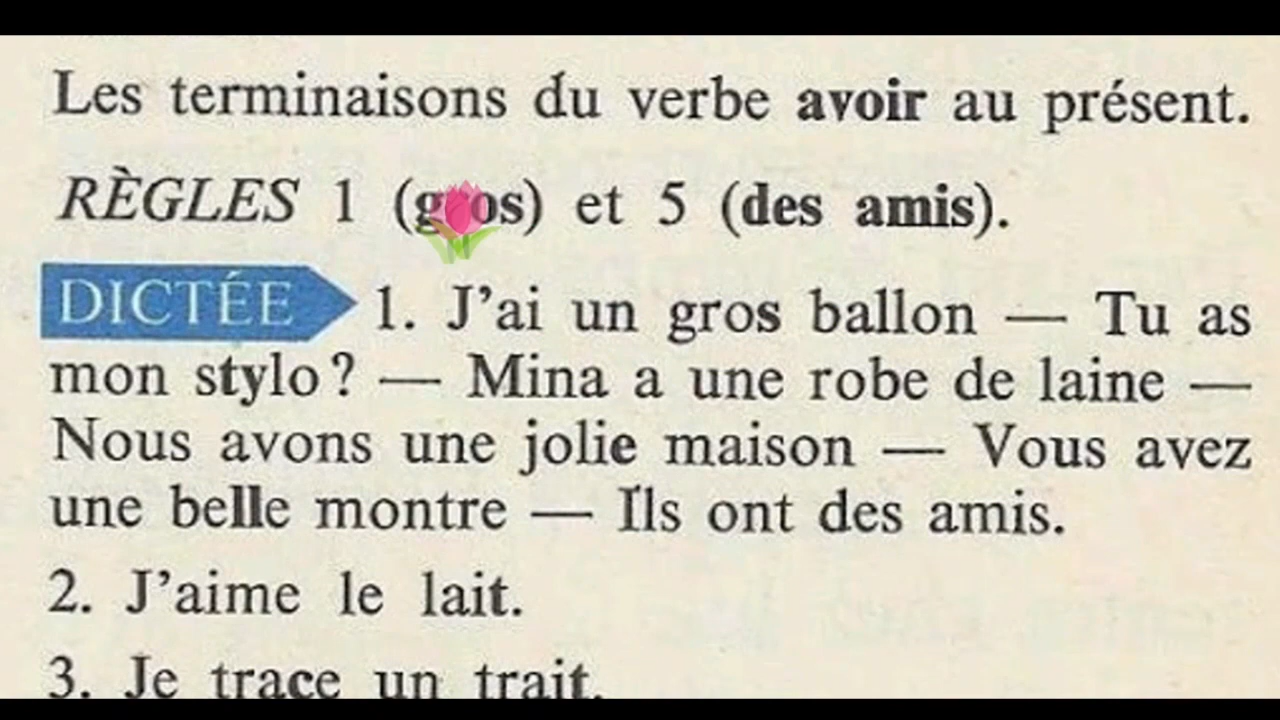 Les terminaisons du verbe avoir au présent.
RÈGLES 1 (gros) et 5 (des amis).
DICTÉE 1. J'ai un gros ballon — Tu as
mon stylo? — Mina a une robe de laine —
Nous avons une jolie maison — Vous avez
une belle montre — Ils ont des amis.
2. J'aime le lait.
3. Je trace un trait.